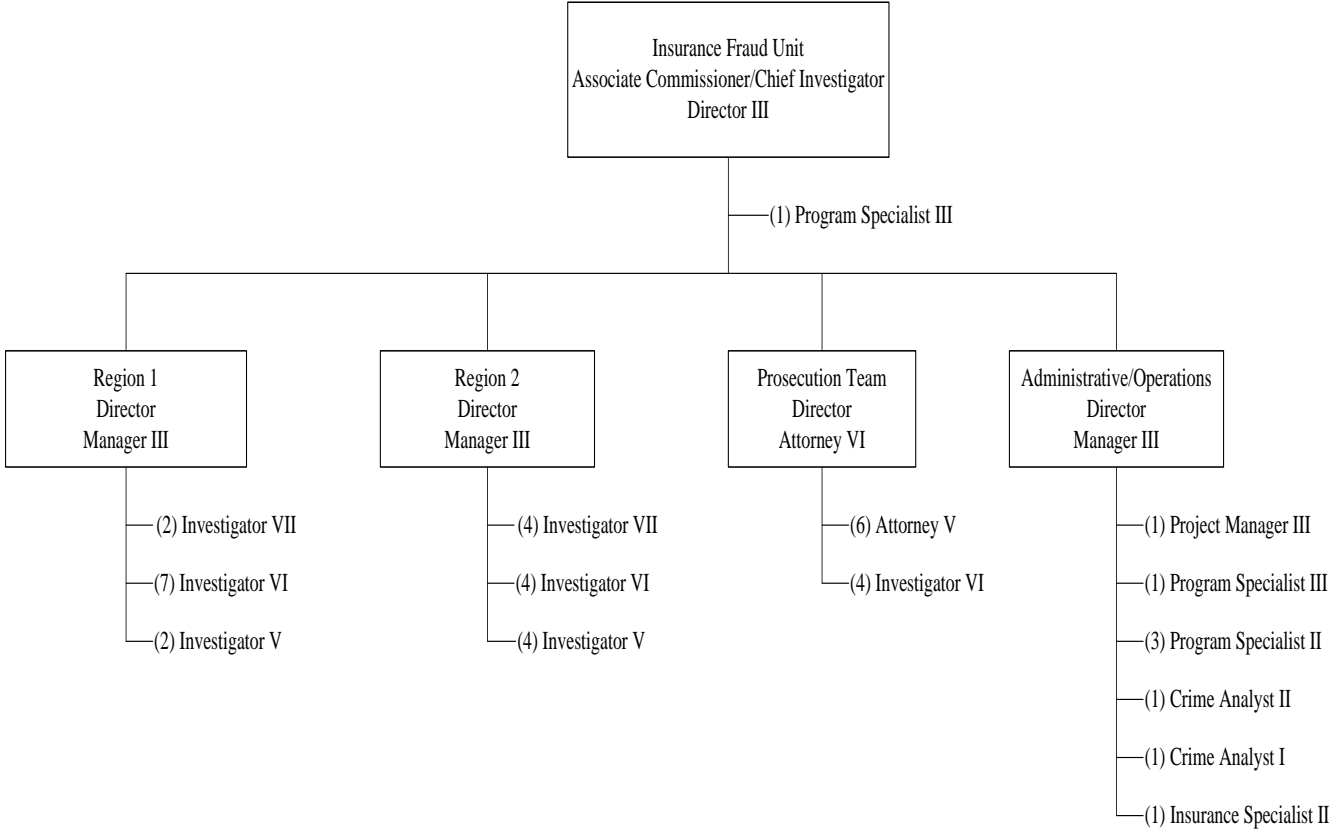 Insurance Fraud Unit
Associate Commissioner/Chief Investigator
Director III
(1) Program Specialist III
Region 1
Director
Manager III
(2) Investigator VII
(7) Investigator VI
(2) Investigator V
Region 2
Director
Manager III
(4) Investigator VII
(4) Investigator VI
(4) Investigator V
Prosecution Team
Director
Attorney VI
(6) Attorney V
(4) Investigator VI
Administrative/Operations
Director
Manager III
(1) Project Manager III
(1) Program Specialist III
(3) Program Specialist II
(1) Crime Analyst II
(1) Crime Analyst I
(1) Insurance Specialist II